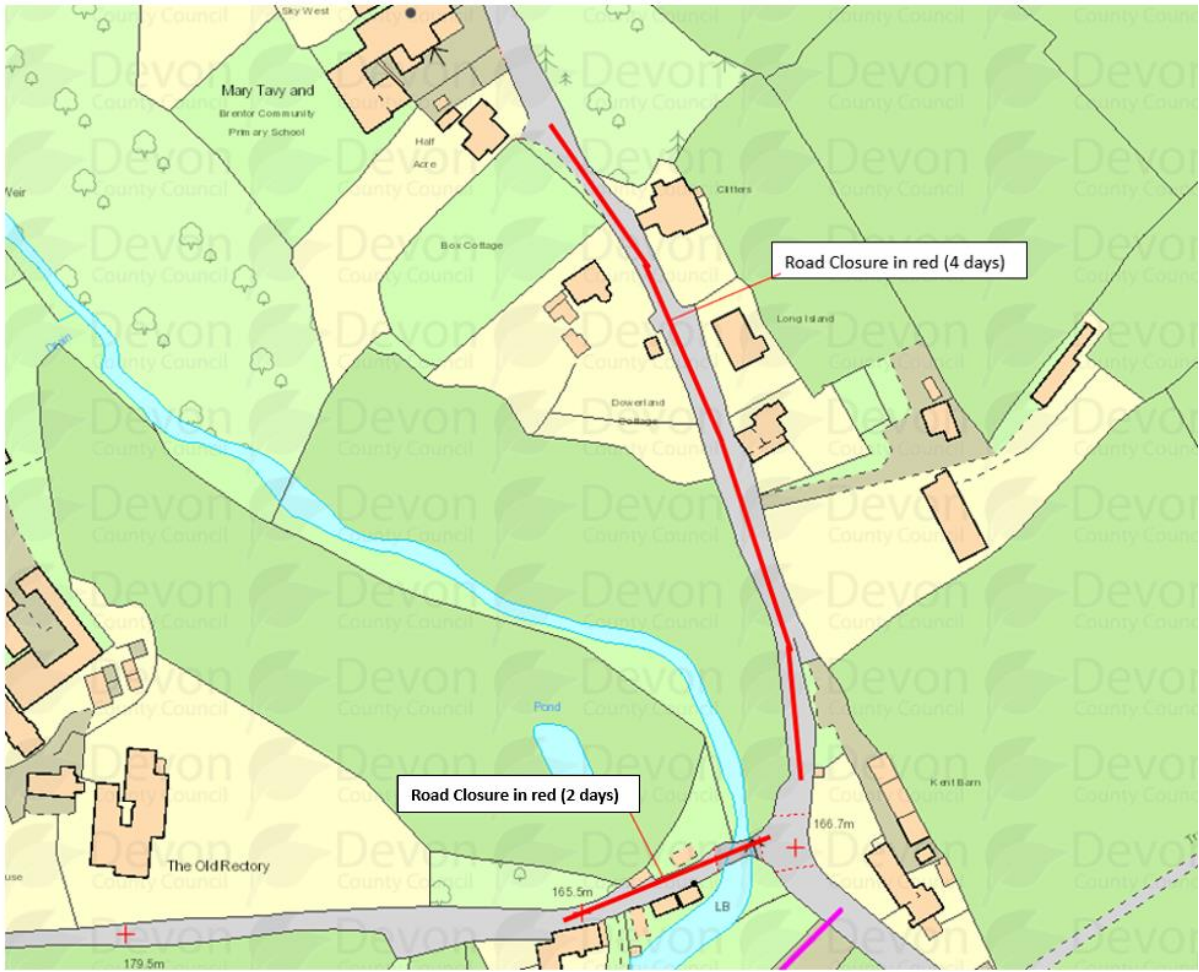 Sky West
Mary Tavy and
Brentor Community
Primary School
Half
Acre
Weir
Clitters
Box Cottage
Road Closure in red (4 days)
Long Island
Drain
Dowerland
Cottage
Pond
Road Closure in red (2 days)
Kent Barn
166.7m
The Old Rectory
165.5m
LB
179.5m
Devon
County Council